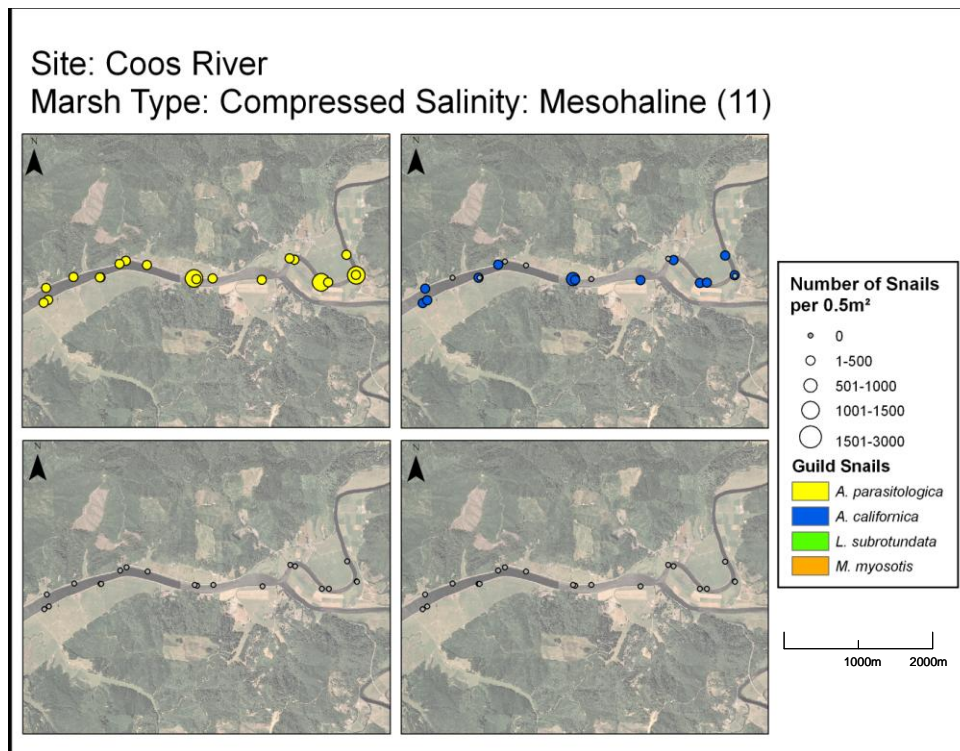 Site: Coos River
Marsh Type: Compressed Salinity: Mesohaline (11)
N
N
N
N
Number of Snails
per 0.5m²
0
1-500
501-1000
1001-1500
1501-3000
Guild Snails
A. parasitologica
A. californica
L. subrotundata
M. myosotis
1000m 2000m